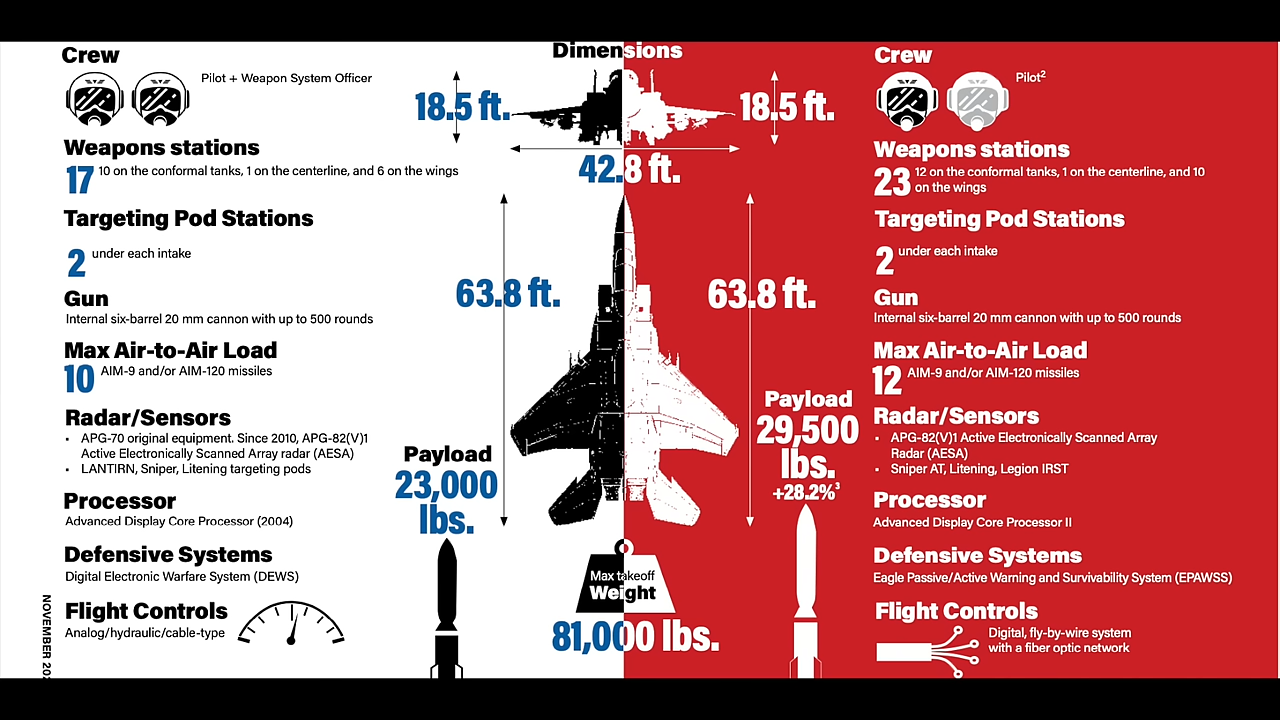 Crew
Pilot + Weapon System Officer
Weapons stations
17 10 on the conformal tanks, 1 on the centerline, and 6 on the wings
Targeting Pod Stations
2 under each intake
Gun
Internal six-barrel 20 mm cannon with up to 500 rounds
Max Air-to-Air Load
10 AIM-9 and/or AIM-120 missiles
Radar/Sensors
• APG-70 original equipment. Since 2010, APG-82(V)1
Active Electronically Scanned Array radar (AESA)
• LANTIRN, Sniper, Litening targeting pods
Processor
Advanced Display Core Processor (2004)
Defensive Systems
Digital Electronic Warfare System (DEWS)
Flight Controls
Analog/hydraulic/cable-type
Dimensions
18.5 ft.
18.5 ft.
42.8 ft.
63.8 ft.
63.8 ft.
Payload
23,000
lbs.
Payload
29,500
lbs.
+28.2%³
Max takeoff
Weight
81,000 lbs.
Crew
Pilot²
Weapons stations
23 12 on the conformal tanks, 1 on the centerline, and 10
on the wings
Targeting Pod Stations
2 under each intake
Gun
Internal six-barrel 20 mm cannon with up to 500 rounds
Max Air-to-Air Load
12 AIM-9 and/or AIM-120 missiles
Radar/Sensors
• APG-82(V)1 Active Electronically Scanned Array
Radar (AESA)
• Sniper AT, Litening, Legion IRST
Processor
Advanced Display Core Processor II
Defensive Systems
Eagle Passive/Active Warning and Survivability System (EPAWSS)
Flight Controls
Digital, fly-by-wire system
with a fiber optic network
NOVEMBER